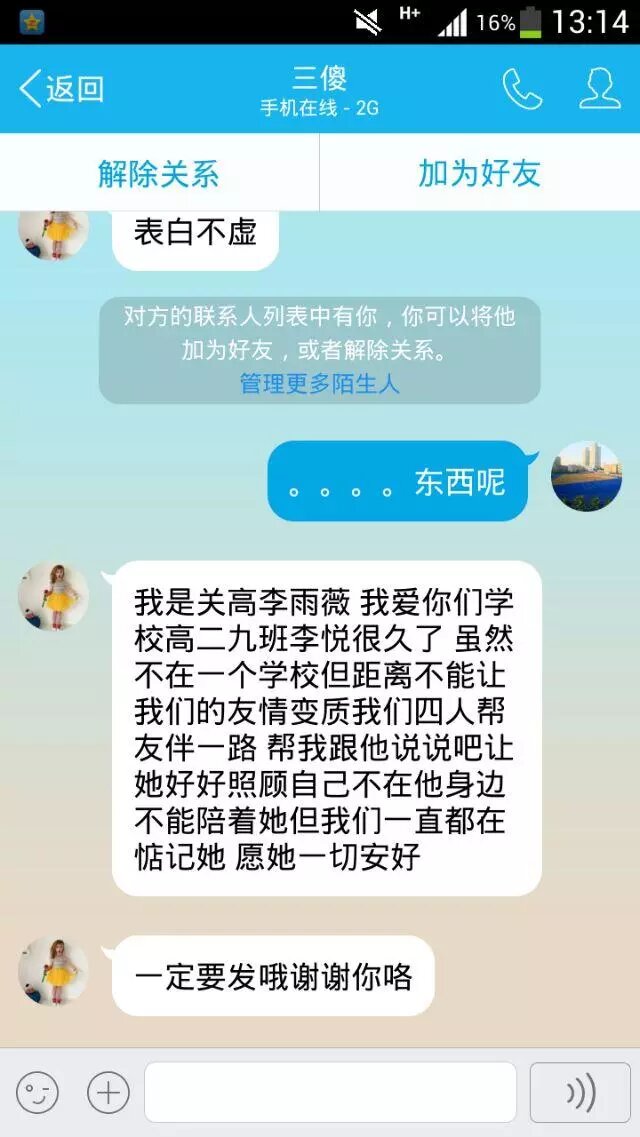 H+ 16% 13:14
返回
三傻
手机在线 - 2G
解除关系
加为好友
表白不虚
对方的联系人列表中有你，你可以将他
加为好友，或者解除关系。
管理更多陌生人
。。。。东西呢
我是关高李雨薇 我爱你们学
校高二九班李悦很久了 虽然
不在一个学校但距离不能让
我们的友情变质我们四人帮
友伴一路 帮我跟他说说吧让
她好好照顾自己不在他身边
不能陪着她但我们一直都在
惦记她 愿她一切安好
一定要发哦谢谢你咯